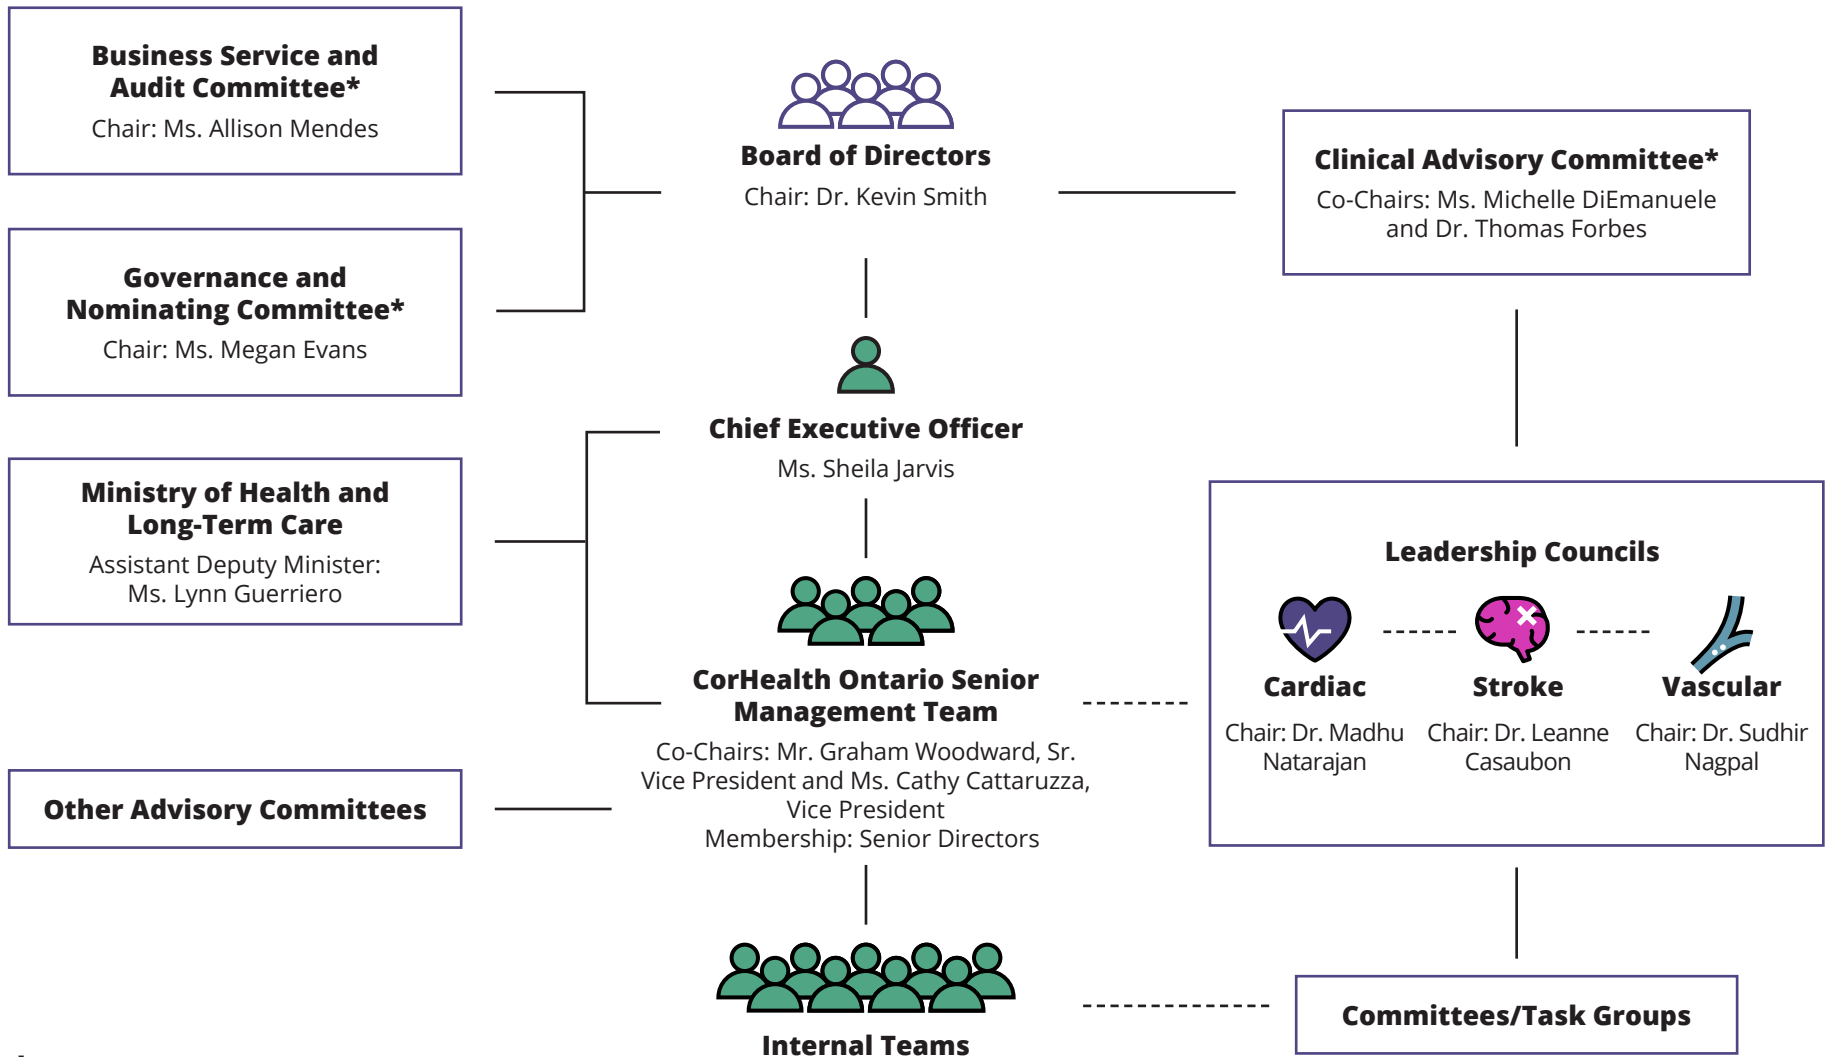 Business Service and
Audit Committee*
Chair: Ms. Allison Mendes
Governance and
Nominating Committee*
Chair: Ms. Megan Evans
Ministry of Health and
Long-Term Care
Assistant Deputy Minister:
Ms. Lynn Guerriero
Other Advisory Committees
Board of Directors
Chair: Dr. Kevin Smith
Chief Executive Officer
Ms. Sheila Jarvis
CorHealth Ontario Senior
Management Team
Co-Chairs: Mr. Graham Woodward, Sr.
Vice President and Ms. Cathy Cattaruzza,
Vice President
Membership: Senior Directors
Internal Teams
Clinical Advisory Committee*
Co-Chairs: Ms. Michelle DiEmanuele
and Dr. Thomas Forbes
Leadership Councils
Cardiac
Chair: Dr. Madhu
Natarajan
Stroke
Chair: Dr. Leanne
Casaubon
Vascular
Chair: Dr. Sudhir
Nagpal
Committees/Task Groups